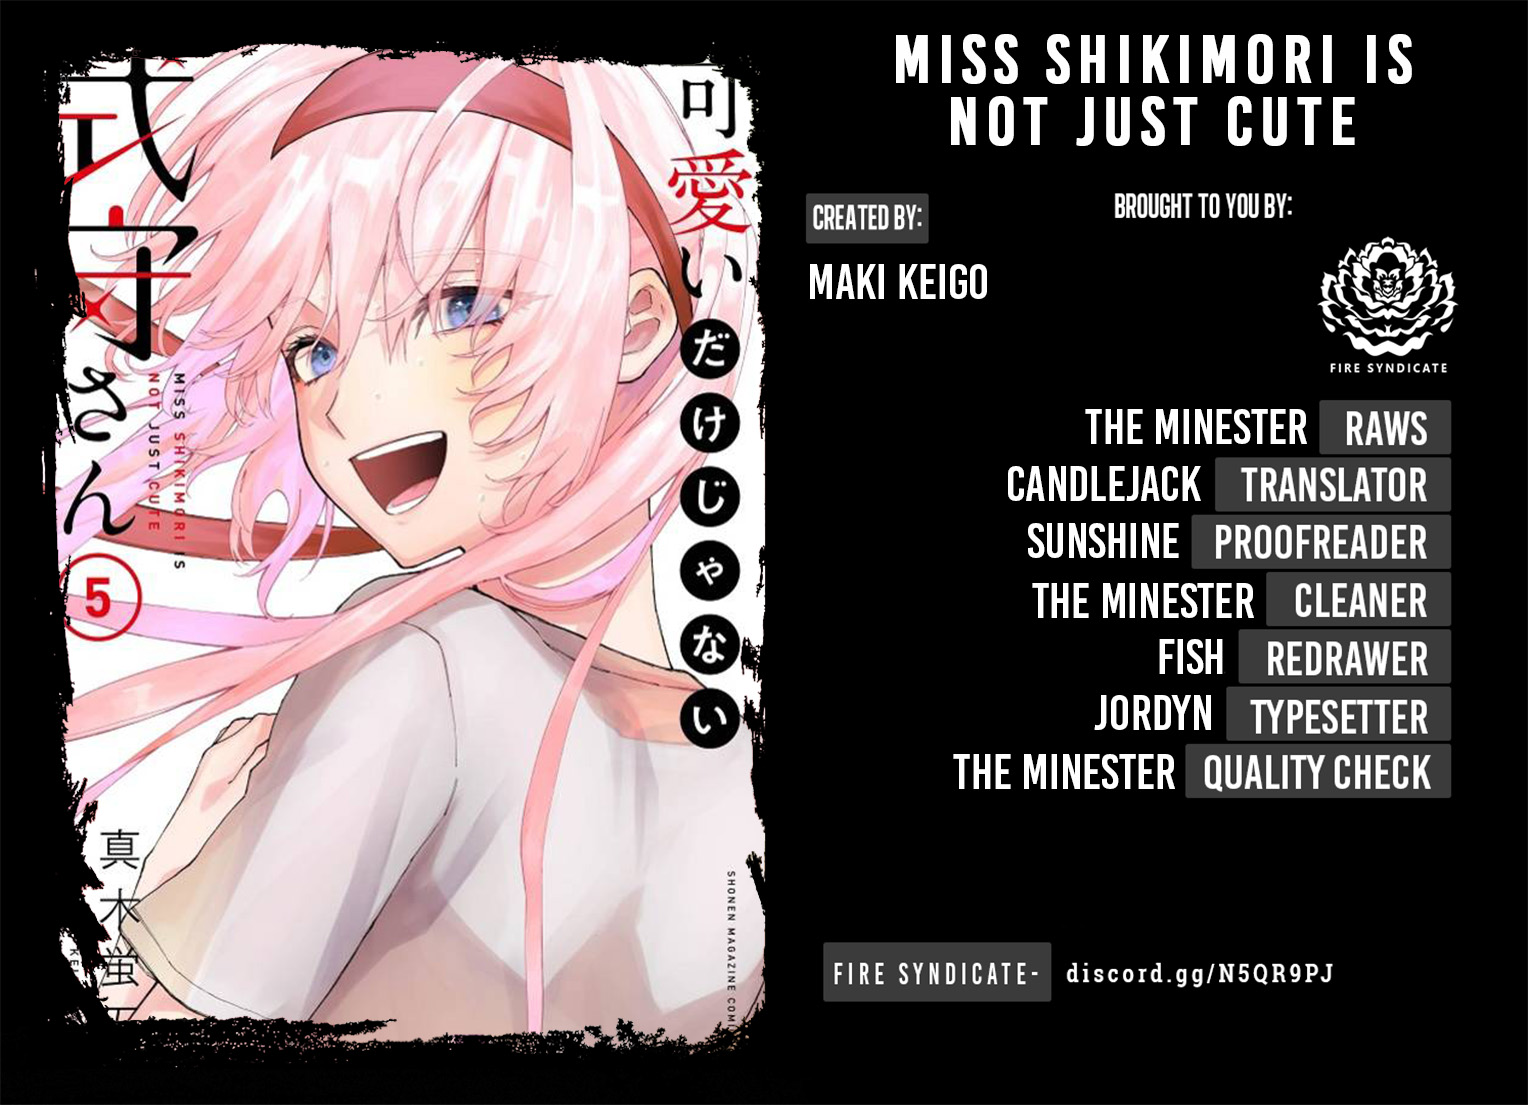 可愛いだけじゃない
式守さん
MISS SHIKIMORI IS
NOT JUST CUTE
5
真木蛍
SHONEN MAGAZINE COM
MISS SHIKIMORI IS
NOT JUST CUTE
CREATED BY:
MAKI KEIGO
BROUGHT TO YOU BY:
FIRE SYNDICATE
THE MINESTER RAWS
CANDLEJACK TRANSLATOR
SUNSHINE PROOFREADER
THE MINESTER CLEANER
FISH REDRAWER
JORDYN TYPESETTER
THE MINESTER QUALITY CHECK
FIRE SYNDICATE- discord.gg/N5QR9PJ